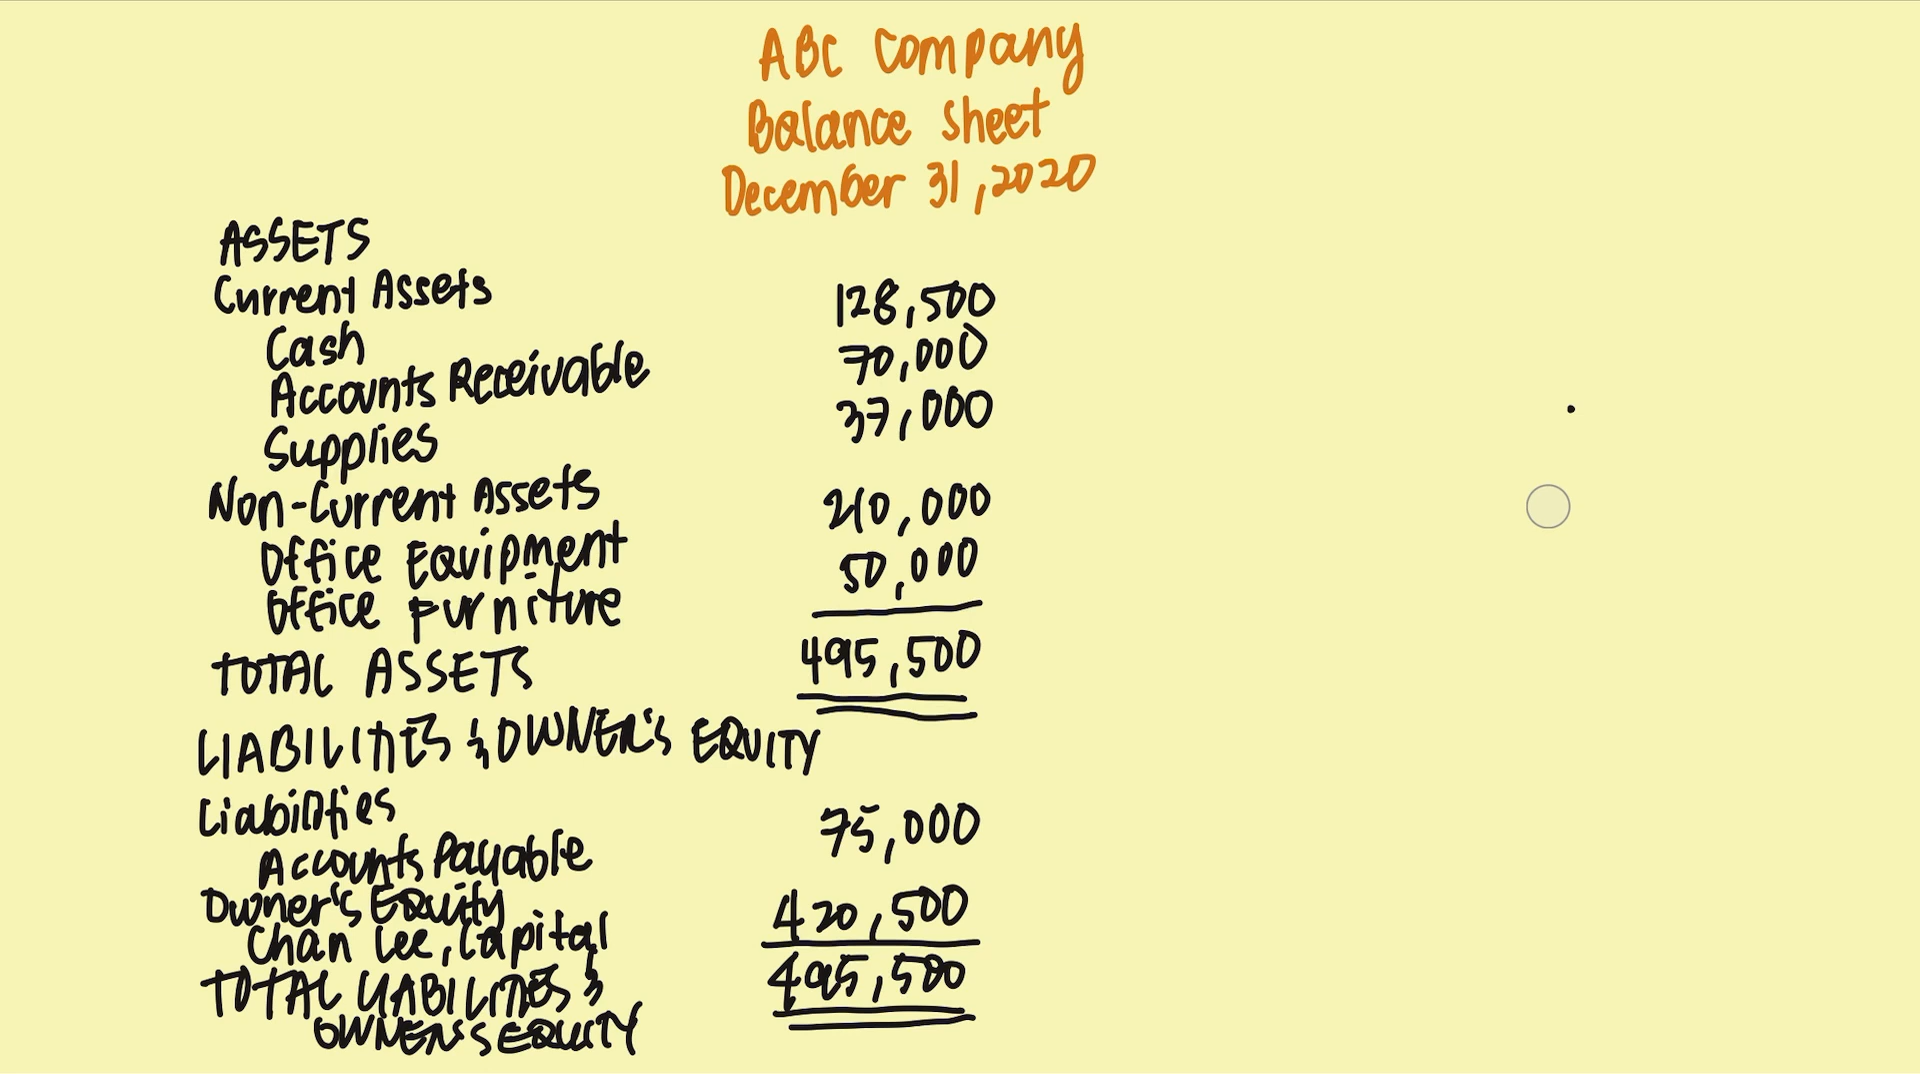 ABC Company
Balance Sheet
December 31, 2020
ASSETS
Current Assets 128,500
Cash 70,000
Accounts Receivable 37,000
Supplies
Non-Current Assets 210,000
Office Equipment 50,000
Office Furniture
TOTAL ASSETS 495,500
LIABILITIES & OWNER'S EQUITY
Liabilities 75,000
Accounts Payable
Owner's Equity 420,500
Chan Lee, Capital
TOTAL LIABILITIES & 495,500
OWNER'S EQUITY